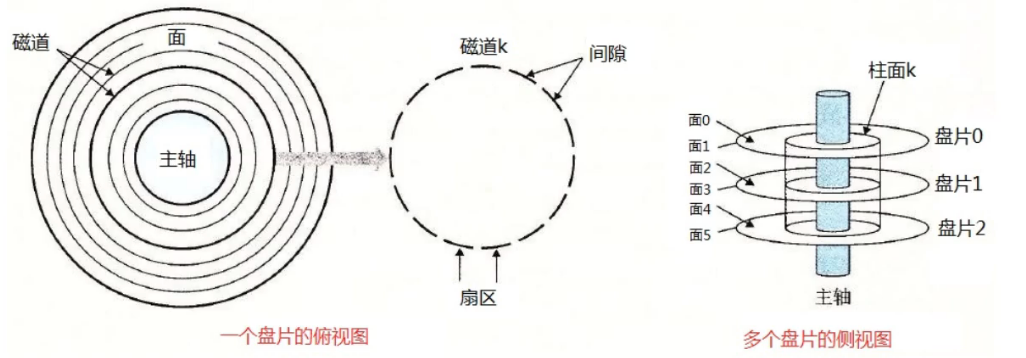 磁道
面
主轴
磁道k
间隙
扇区
一个盘片的俯视图
柱面k
面0
面1
盘片0
面2
面3
盘片1
面4
面5
盘片2
主轴
多个盘片的侧视图